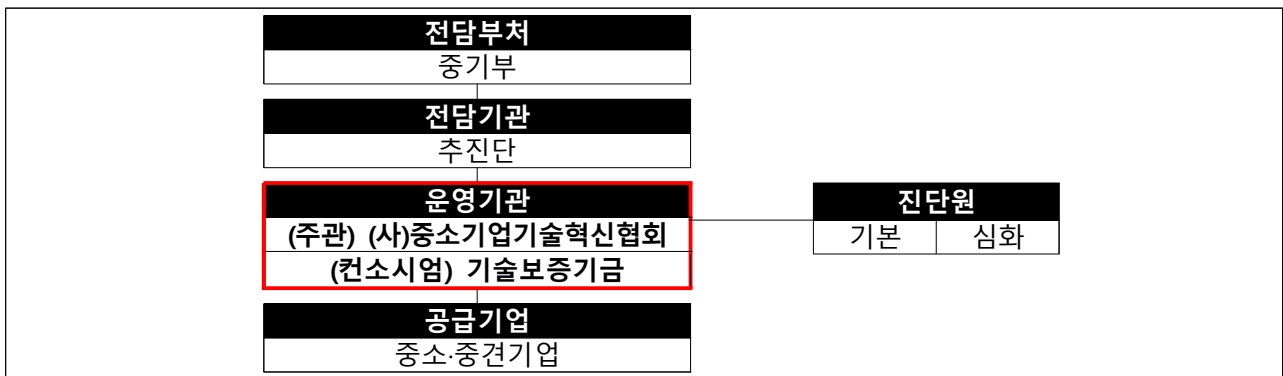 전담부처
중기부
전담기관
추진단
운영기관
(주관) (사)중소기업기술혁신협회
(컨소시엄) 기술보증기금
진단원
기본 심화
공급기업
중소·중견기업